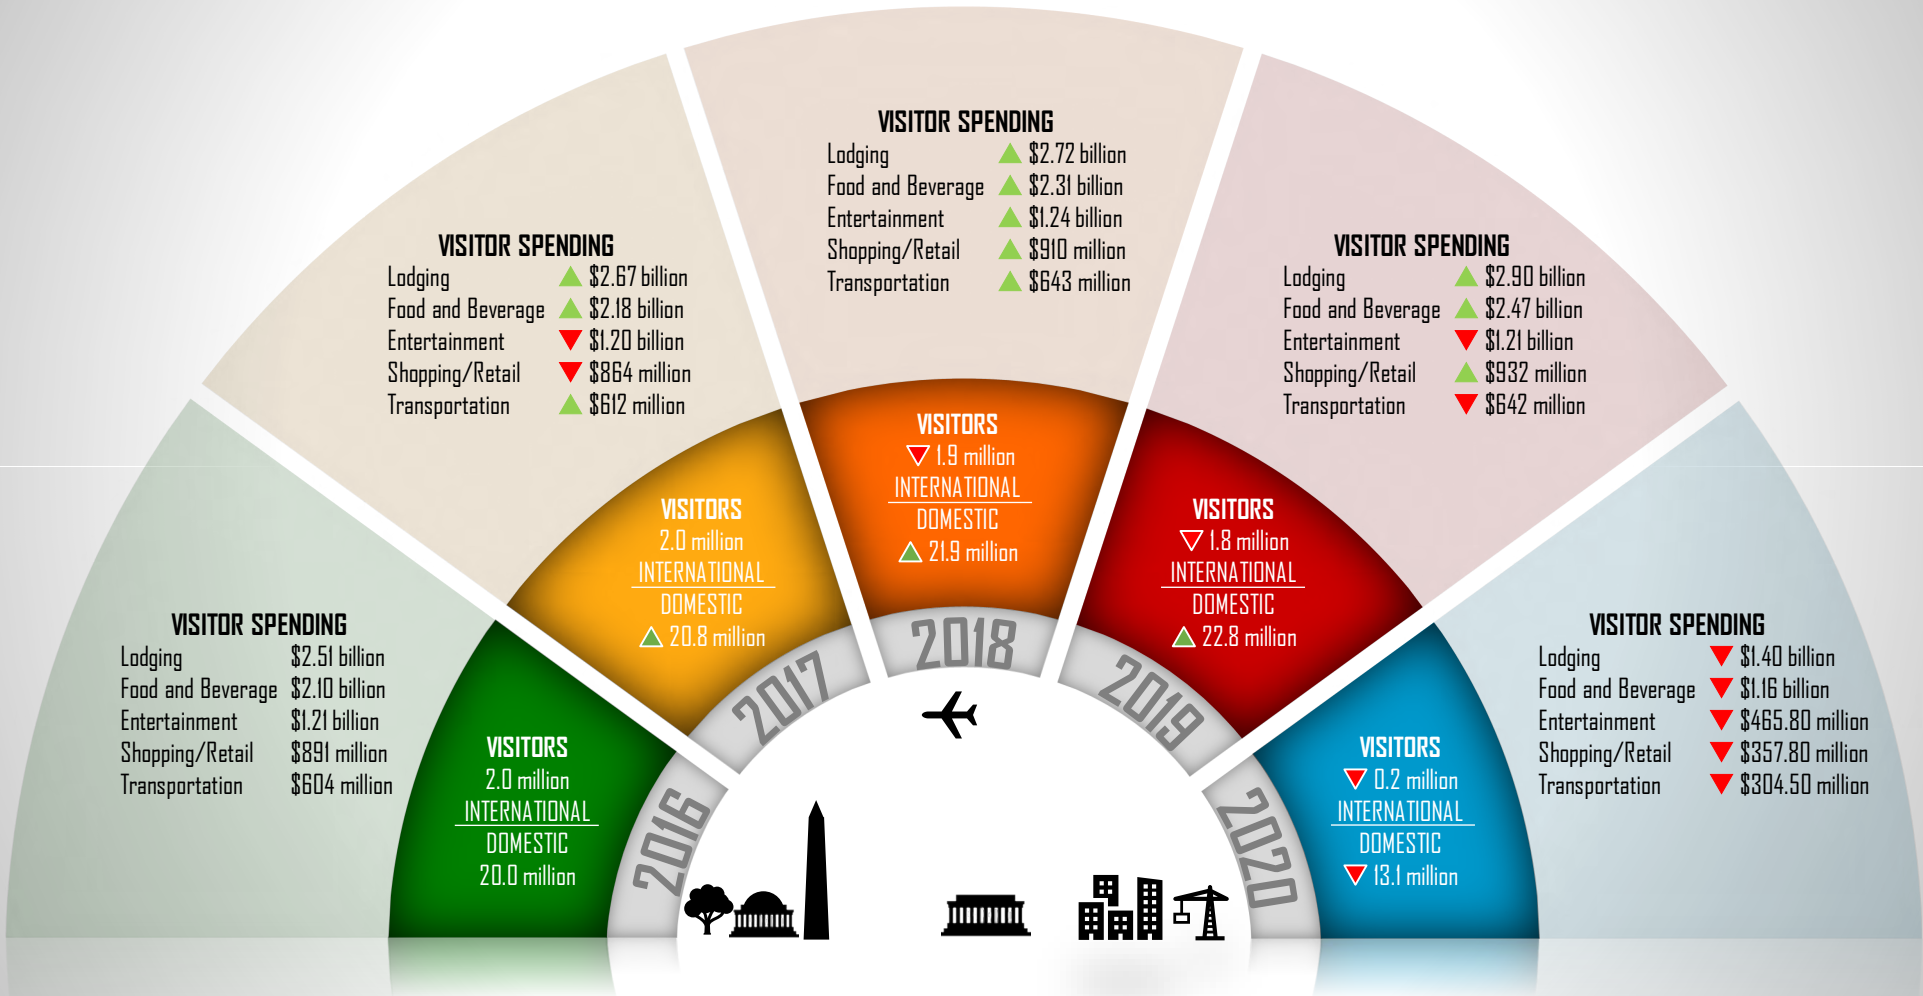 VISITOR SPENDING
Lodging $2.51 billion
Food and Beverage $2.10 billion
Entertainment $1.21 billion
Shopping/Retail $891 million
Transportation $604 million
VISITORS
2.0 million
INTERNATIONAL
DOMESTIC
20.0 million
2016
VISITOR SPENDING
Lodging ▲ $2.67 billion
Food and Beverage ▲ $2.18 billion
Entertainment ▼ $1.20 billion
Shopping/Retail ▼ $864 million
Transportation ▲ $612 million
VISITORS
2.0 million
INTERNATIONAL
DOMESTIC
▲ 20.8 million
2017
VISITOR SPENDING
Lodging ▲ $2.72 billion
Food and Beverage ▲ $2.31 billion
Entertainment ▲ $1.24 billion
Shopping/Retail ▲ $910 million
Transportation ▲ $643 million
VISITORS
▼ 1.9 million
INTERNATIONAL
DOMESTIC
▲ 21.9 million
2018
VISITOR SPENDING
Lodging ▲ $2.90 billion
Food and Beverage ▲ $2.47 billion
Entertainment ▼ $1.21 billion
Shopping/Retail ▲ $932 million
Transportation ▼ $642 million
VISITORS
▽ 1.8 million
INTERNATIONAL
DOMESTIC
▲ 22.8 million
2019
VISITOR SPENDING
Lodging ▼ $1.40 billion
Food and Beverage ▼ $1.16 billion
Entertainment ▼ $465.80 million
Shopping/Retail ▼ $357.80 million
Transportation ▼ $304.50 million
VISITORS
▼ 0.2 million
INTERNATIONAL
DOMESTIC
▼ 13.1 million
2020